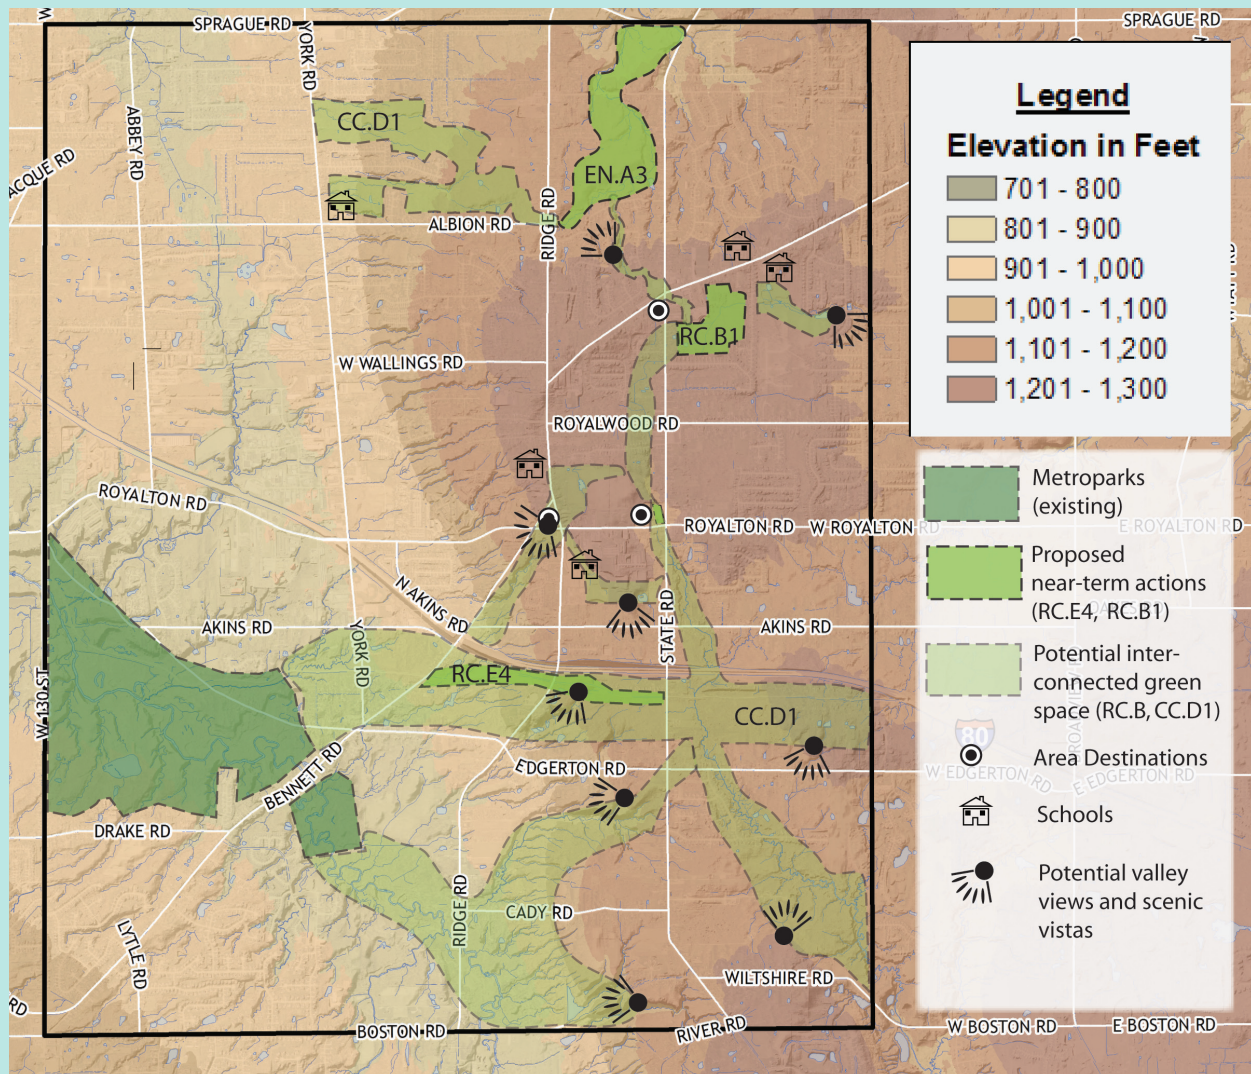 SPRAGUE RD
SPRAGUE RD
YORK RD
ABBEY RD
ACQUE RD
CC.D1
EN.A3
RIDGE RD
ALBION RD
RC.B1
W WALLINGS RD
ROYALWOOD RD
ROYALTON RD
ROYALTON RD
W ROYALTON RD
E ROYALTON RD
N AKINS RD
AKINS RD
AKINS RD
YORK RD
STATE RD
W 130 ST
RC.E4
CC.D1
EDGERTON RD
W EDGERTON RD
E EDGERTON RD
BENNETT RD
DRAKE RD
RIDGE RD
CADY RD
LYTLE RD
RD
WILTSHIRE RD
BOSTON RD
RIVER RD
W BOSTON RD
E BOSTON RD
Legend
Elevation in Feet
701 - 800
801 - 900
901 - 1,000
1,001 - 1,100
1,101 - 1,200
1,201 - 1,300
Metroparks
(existing)
Proposed
near-term actions
(RC.E4, RC.B1)
Potential inter-
connected green
space (RC.B, CC.D1)
80
Area Destinations
Schools
Potential valley
views and scenic
vistas